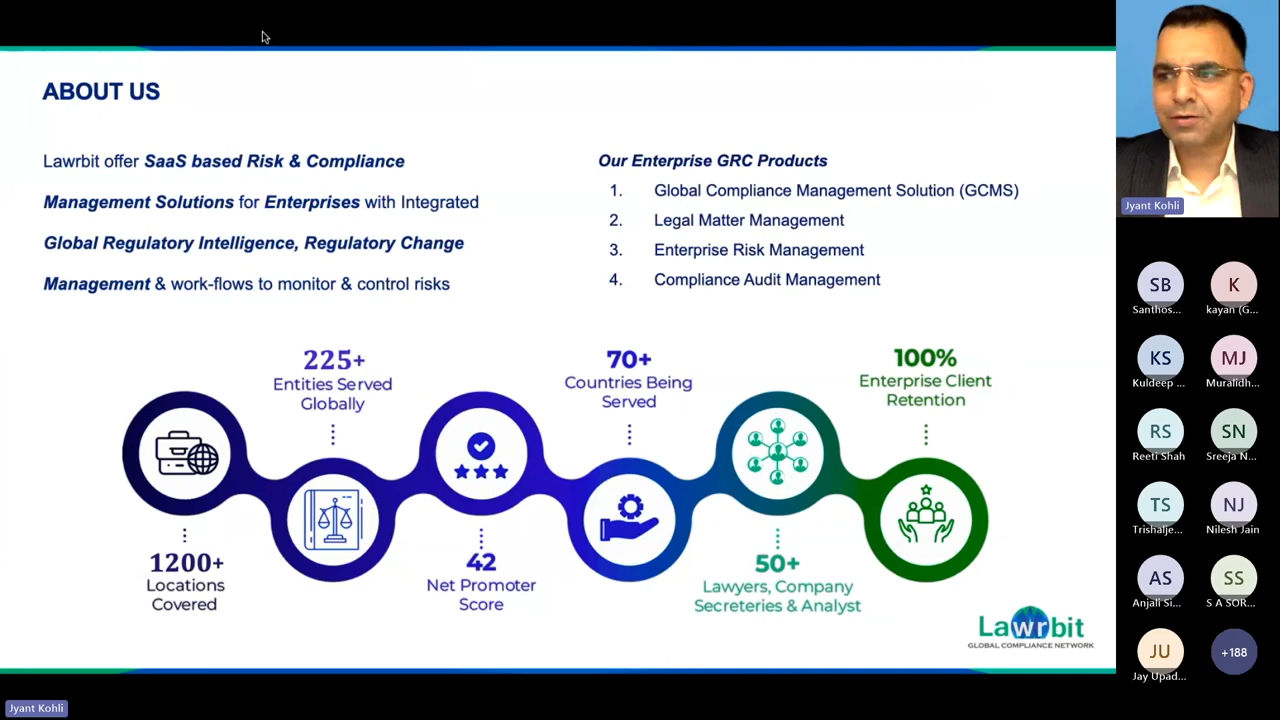 ABOUT US
Lawrbit offer SaaS based Risk & Compliance
Management Solutions for Enterprises with Integrated
Global Regulatory Intelligence, Regulatory Change
Management & work-flows to monitor & control risks
Our Enterprise GRC Products
1. Global Compliance Management Solution (GCMS)
2. Legal Matter Management
3. Enterprise Risk Management
4. Compliance Audit Management
225+
Entities Served
Globally
70+
Countries Being
Served
100%
Enterprise Client
Retention
1200+
Locations
Covered
42
Net Promoter
Score
50+
Lawyers, Company
Secreteries & Analyst
Lawrbit
GLOBAL COMPLIANCE NETWORK
Jyant Kohli
SB
Santhos...
K
kayan (G...
KS
Kuldeep ...
MJ
Muralidh...
RS
Reeti Shah
SN
Sreeja N...
TS
Trishalje...
NJ
Nilesh Jain
AS
Anjali Si...
SS
S A SOR...
JU
Jay Upad...
+188
Jyant Kohli